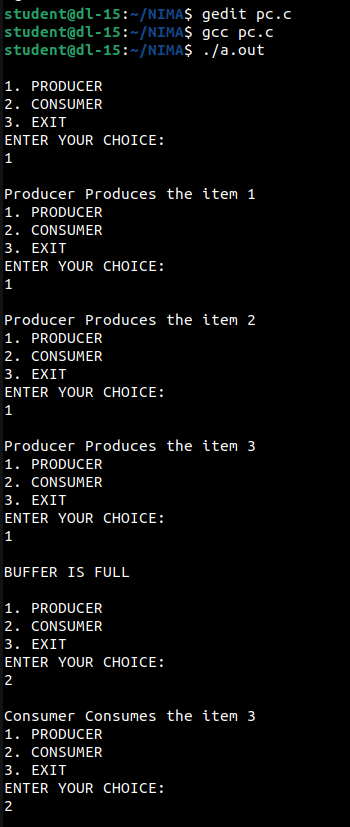 student@dl-15:~/NIMA$ gedit pc.c
student@dl-15:~/NIMA$ gcc pc.c
student@dl-15:~/NIMA$ ./a.out
1. PRODUCER
2. CONSUMER
3. EXIT
ENTER YOUR CHOICE:
1
Producer Produces the item 1
1. PRODUCER
2. CONSUMER
3. EXIT
ENTER YOUR CHOICE:
1
Producer Produces the item 2
1. PRODUCER
2. CONSUMER
3. EXIT
ENTER YOUR CHOICE:
1
Producer Produces the item 3
1. PRODUCER
2. CONSUMER
3. EXIT
ENTER YOUR CHOICE:
1
BUFFER IS FULL
1. PRODUCER
2. CONSUMER
3. EXIT
ENTER YOUR CHOICE:
2
Consumer Consumes the item 3
1. PRODUCER
2. CONSUMER
3. EXIT
ENTER YOUR CHOICE:
2